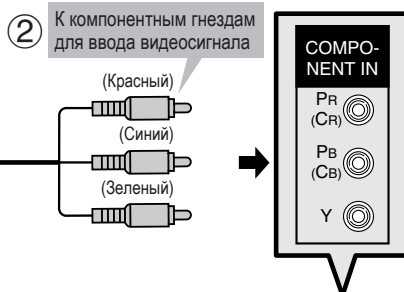 ②
К компонентным гнездам
для ввода видеосигнала
(Красный)
(Синий)
(Зеленый)
COMPO-
NENT IN
PR
(CR)
PB
(CB)
Y